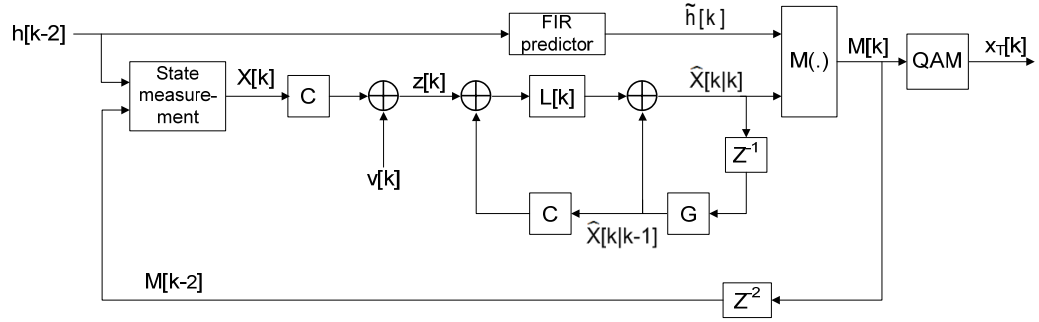 h[k-2]
FIR
predictor
h̃[k]
M(.)
M[k]
QAM
x_T[k]
State
measure-
ment
X[k]
C
z[k]
L[k]
X̂[k|k]
v[k]
Z⁻¹
C
X̂[k|k-1]
G
M[k-2]
Z⁻²